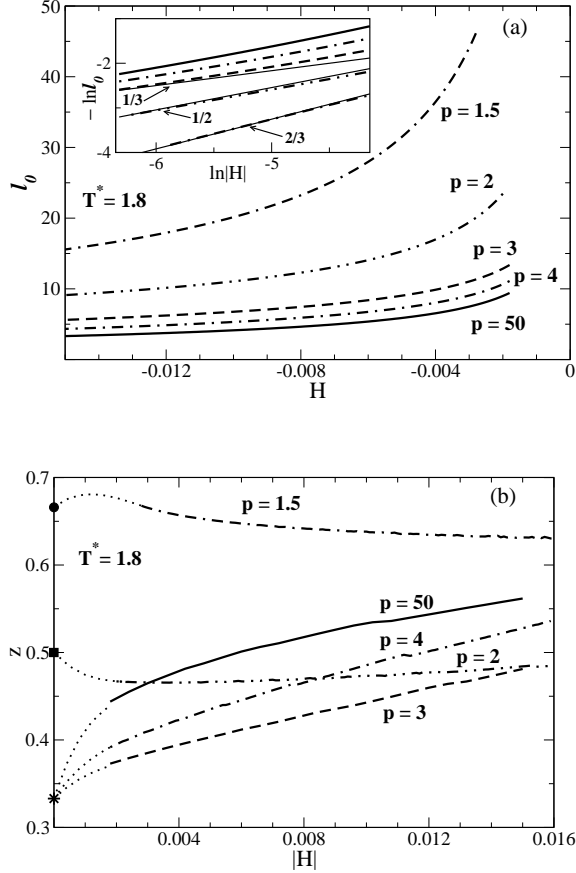 50
40
30
20
10
l₀
(a)
-2
-4
− ln l₀
1/3
1/2
2/3
-6
-5
ln|H|
T* = 1.8
p = 1.5
p = 2
p = 3
p = 4
p = 50
-0.012
-0.008
-0.004
0
H
0.7
0.6
0.5
0.4
0.3
z
(b)
p = 1.5
T* = 1.8
p = 50
p = 4
p = 2
p = 3
0.004
0.008
0.012
0.016
|H|